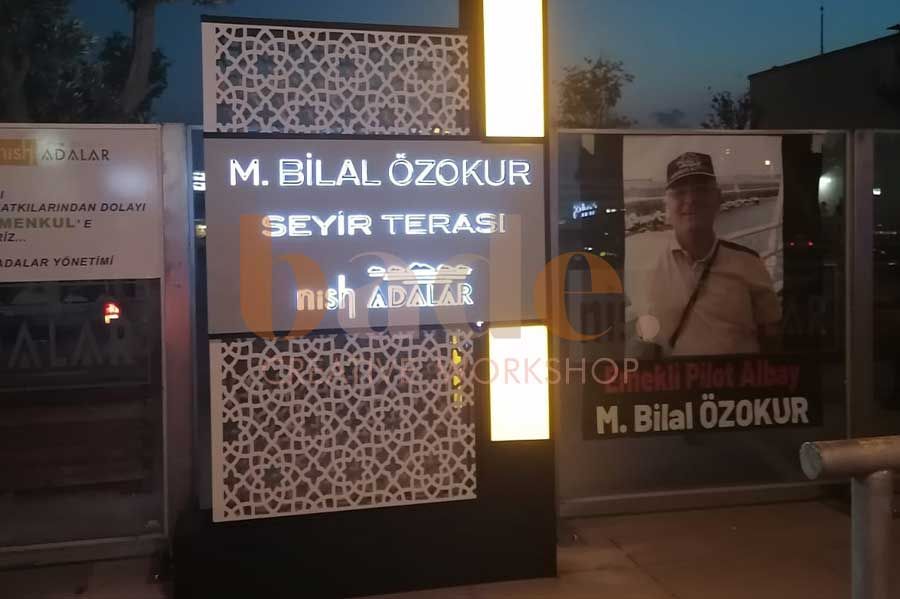 nish ADALAR
ATKILARINDAN DOLAYI
MENKUL'E
RİZ...
ADALAR YÖNETİMİ
M. BİLAL ÖZOKUR
SEYİR TERASI
nish ADALAR
bade.
CREATIVE WORKSHOP
Emekli Pilot Albay
M. Bilal ÖZOKUR